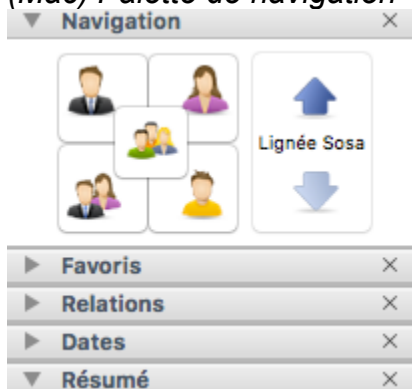 (Mac) Palette de navigation
Navigation
Lignée Sosa
Favoris
Relations
Dates
Résumé